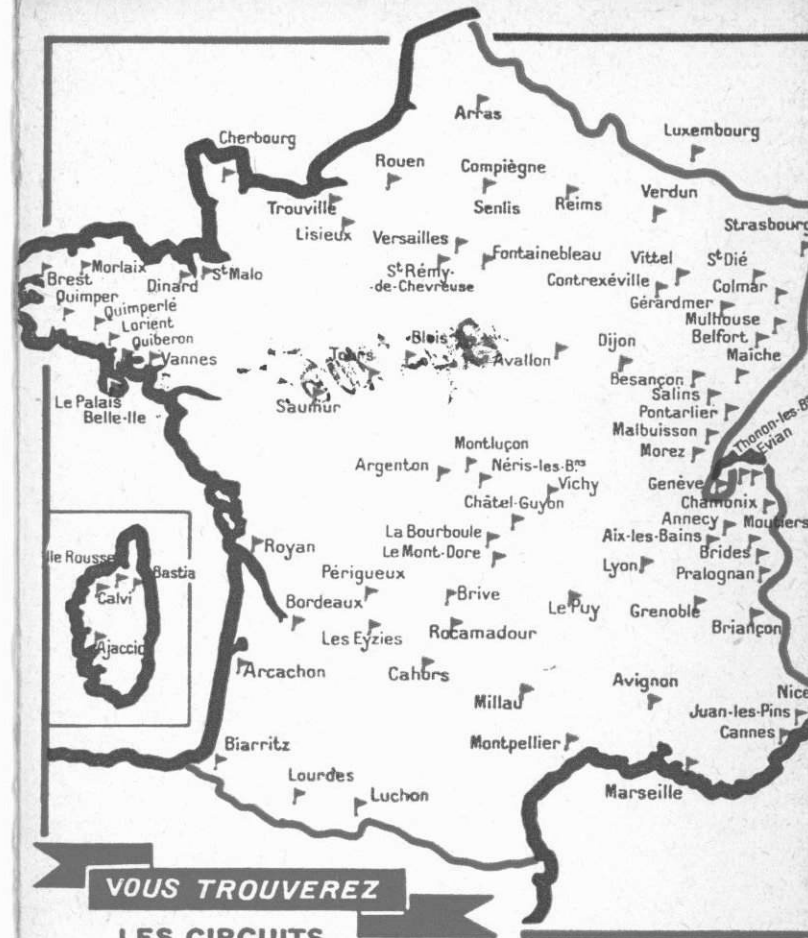 Arras
Cherbourg
Luxembourg
Rouen
Compiègne
Senlis
Reims
Verdun
Trouville
Lisieux
Strasbourg
Versailles
Fontainebleau
St Rémy-
-de-Chevreuse
Vittel
St Dié
Contrexéville
Colmar
Gérardmer
Mulhouse
Belfort
Maiche
Brest
Morlaix
Dinard
St Malo
Quimper
Quimperlé
Lorient
Quiberon
Vannes
Le Palais
Belle-Ile
Tours
Blois
Avallon
Saumur
Dijon
Besançon
Salins
Pontarlier
Malbuisson
Morez
Thonon-les-B
Evian
Genève
Chamonix
Annecy
Moutiers
Aix-les-Bains
Brides
Pralognan
Lyon
Grenoble
Briançon
Montluçon
Argenton
Néris-les-Bns
Vichy
Châtel-Guyon
La Bourboule
Le Mont-Dore
Royan
Périgueux
Brive
Le Puy
Bordeaux
Les Eyzies
Rocamadour
Arcachon
Cahors
Ile Rousse
Bastia
Calvi
Ajaccio
Millau
Avignon
Nice
Juan-les-Pins
Cannes
Biarritz
Montpellier
Marseille
Lourdes
Luchon
VOUS TROUVEREZ
LES CIRCUITS